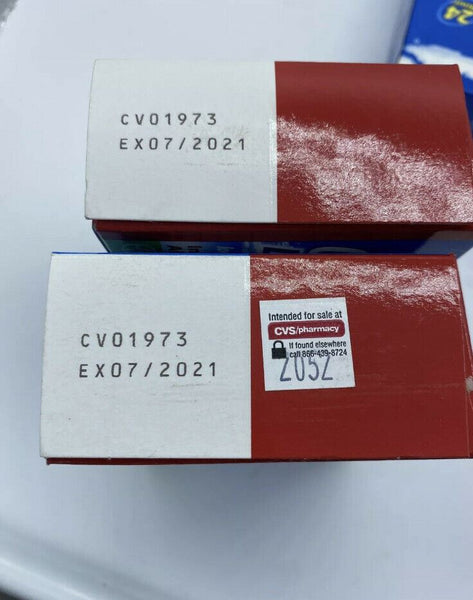 24
CV01973
EX07/2021
CV01973
EX07/2021
Intended for sale at
CVS/pharmacy
If found elsewhere
call 866-439-8724
2052